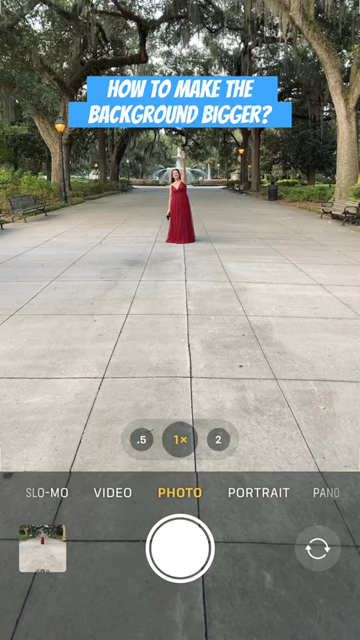 HOW TO MAKE THE
BACKGROUND BIGGER?
.5 1× 2
SLO-MO VIDEO PHOTO PORTRAIT PANO